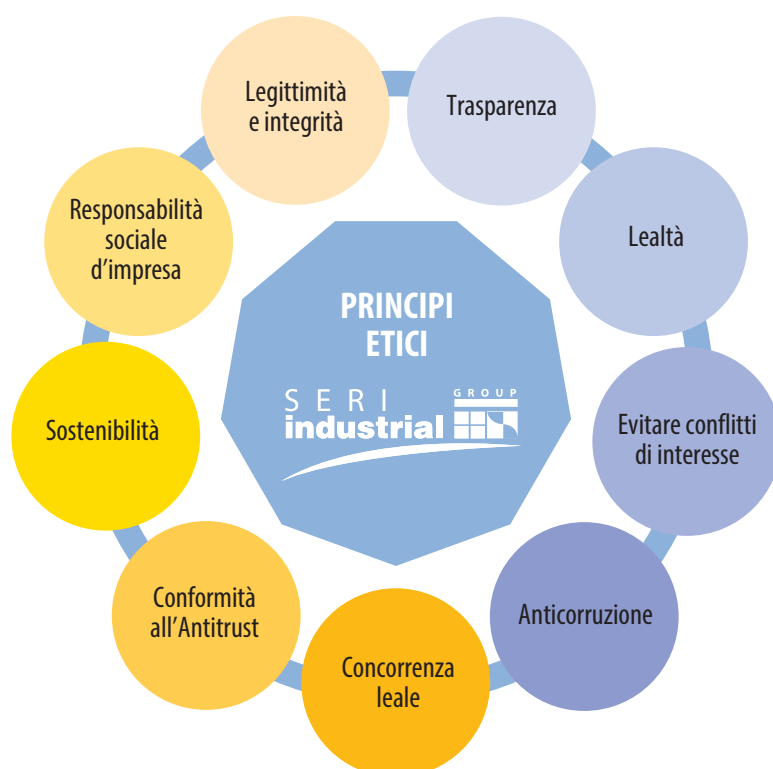 Legittimità
e integrità
Trasparenza
Lealtà
Evitare conflitti
di interesse
Anticorruzione
Concorrenza
leale
Conformità
all'Antitrust
Sostenibilità
Responsabilità
sociale
d'impresa
PRINCIPI
ETICI
SERI
industrial
GROUP